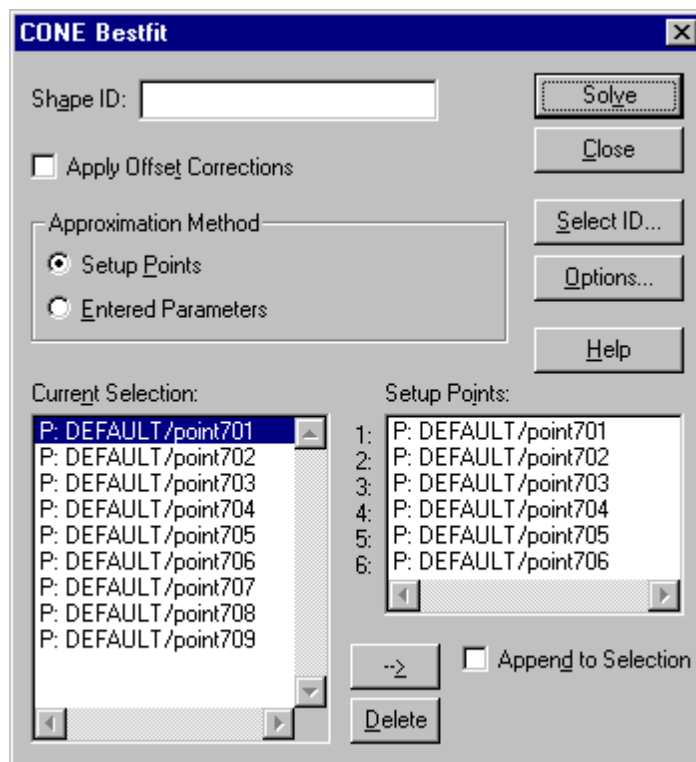 CONE Bestfit
Shape ID:
Solve
Close
Apply Offset Corrections
Approximation Method
Setup Points
Entered Parameters
Select ID...
Options...
Help
Current Selection:
P: DEFAULT/point701
P: DEFAULT/point702
P: DEFAULT/point703
P: DEFAULT/point704
P: DEFAULT/point705
P: DEFAULT/point706
P: DEFAULT/point707
P: DEFAULT/point708
P: DEFAULT/point709
Setup Points:
1: P: DEFAULT/point701
2: P: DEFAULT/point702
3: P: DEFAULT/point703
4: P: DEFAULT/point704
5: P: DEFAULT/point705
6: P: DEFAULT/point706
-->
Append to Selection
Delete